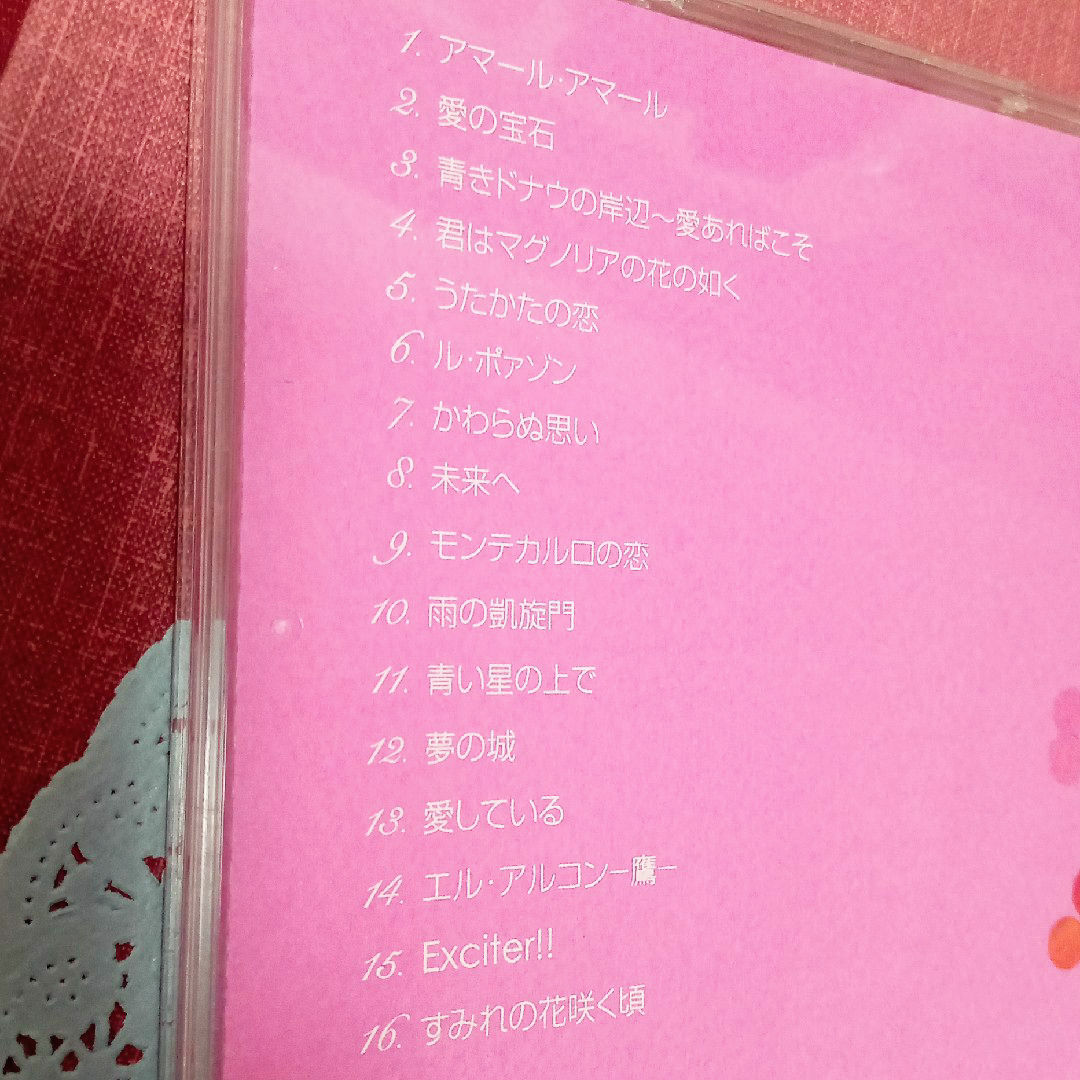 1. アマール・アマール
2. 愛の宝石
3. 青きドナウの岸辺〜愛あればこそ
4. 君はマグノリアの花の如く
5. うたかたの恋
6. ル・ポァゾン
7. かわらぬ思い
8. 未来へ
9. モンテカルロの恋
10. 雨の凱旋門
11. 青い星の上で
12. 夢の城
13. 愛している
14. エル・アルコン−鷹−
15. Exciter!!
16. すみれの花咲く頃